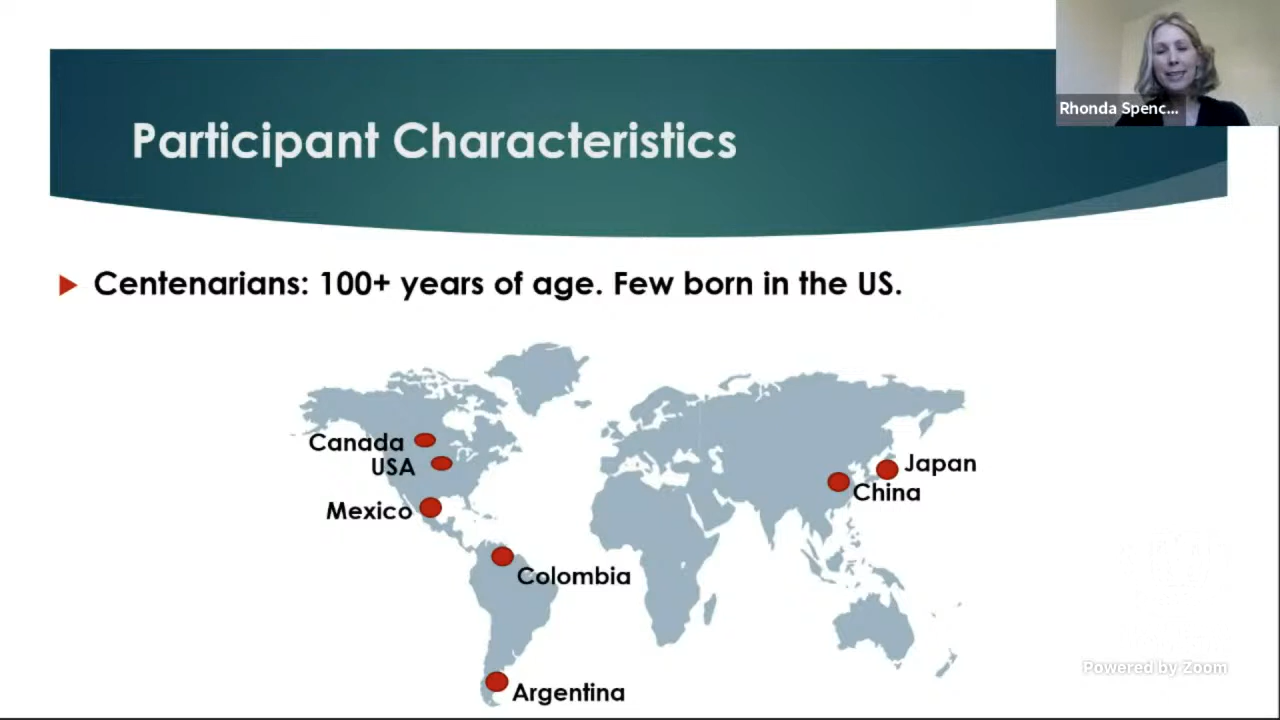 Rhonda Spenc...
Participant Characteristics
Centenarians: 100+ years of age. Few born in the US.
Canada
USA
Mexico
Japan
China
Colombia
Argentina
Powered by Zoom